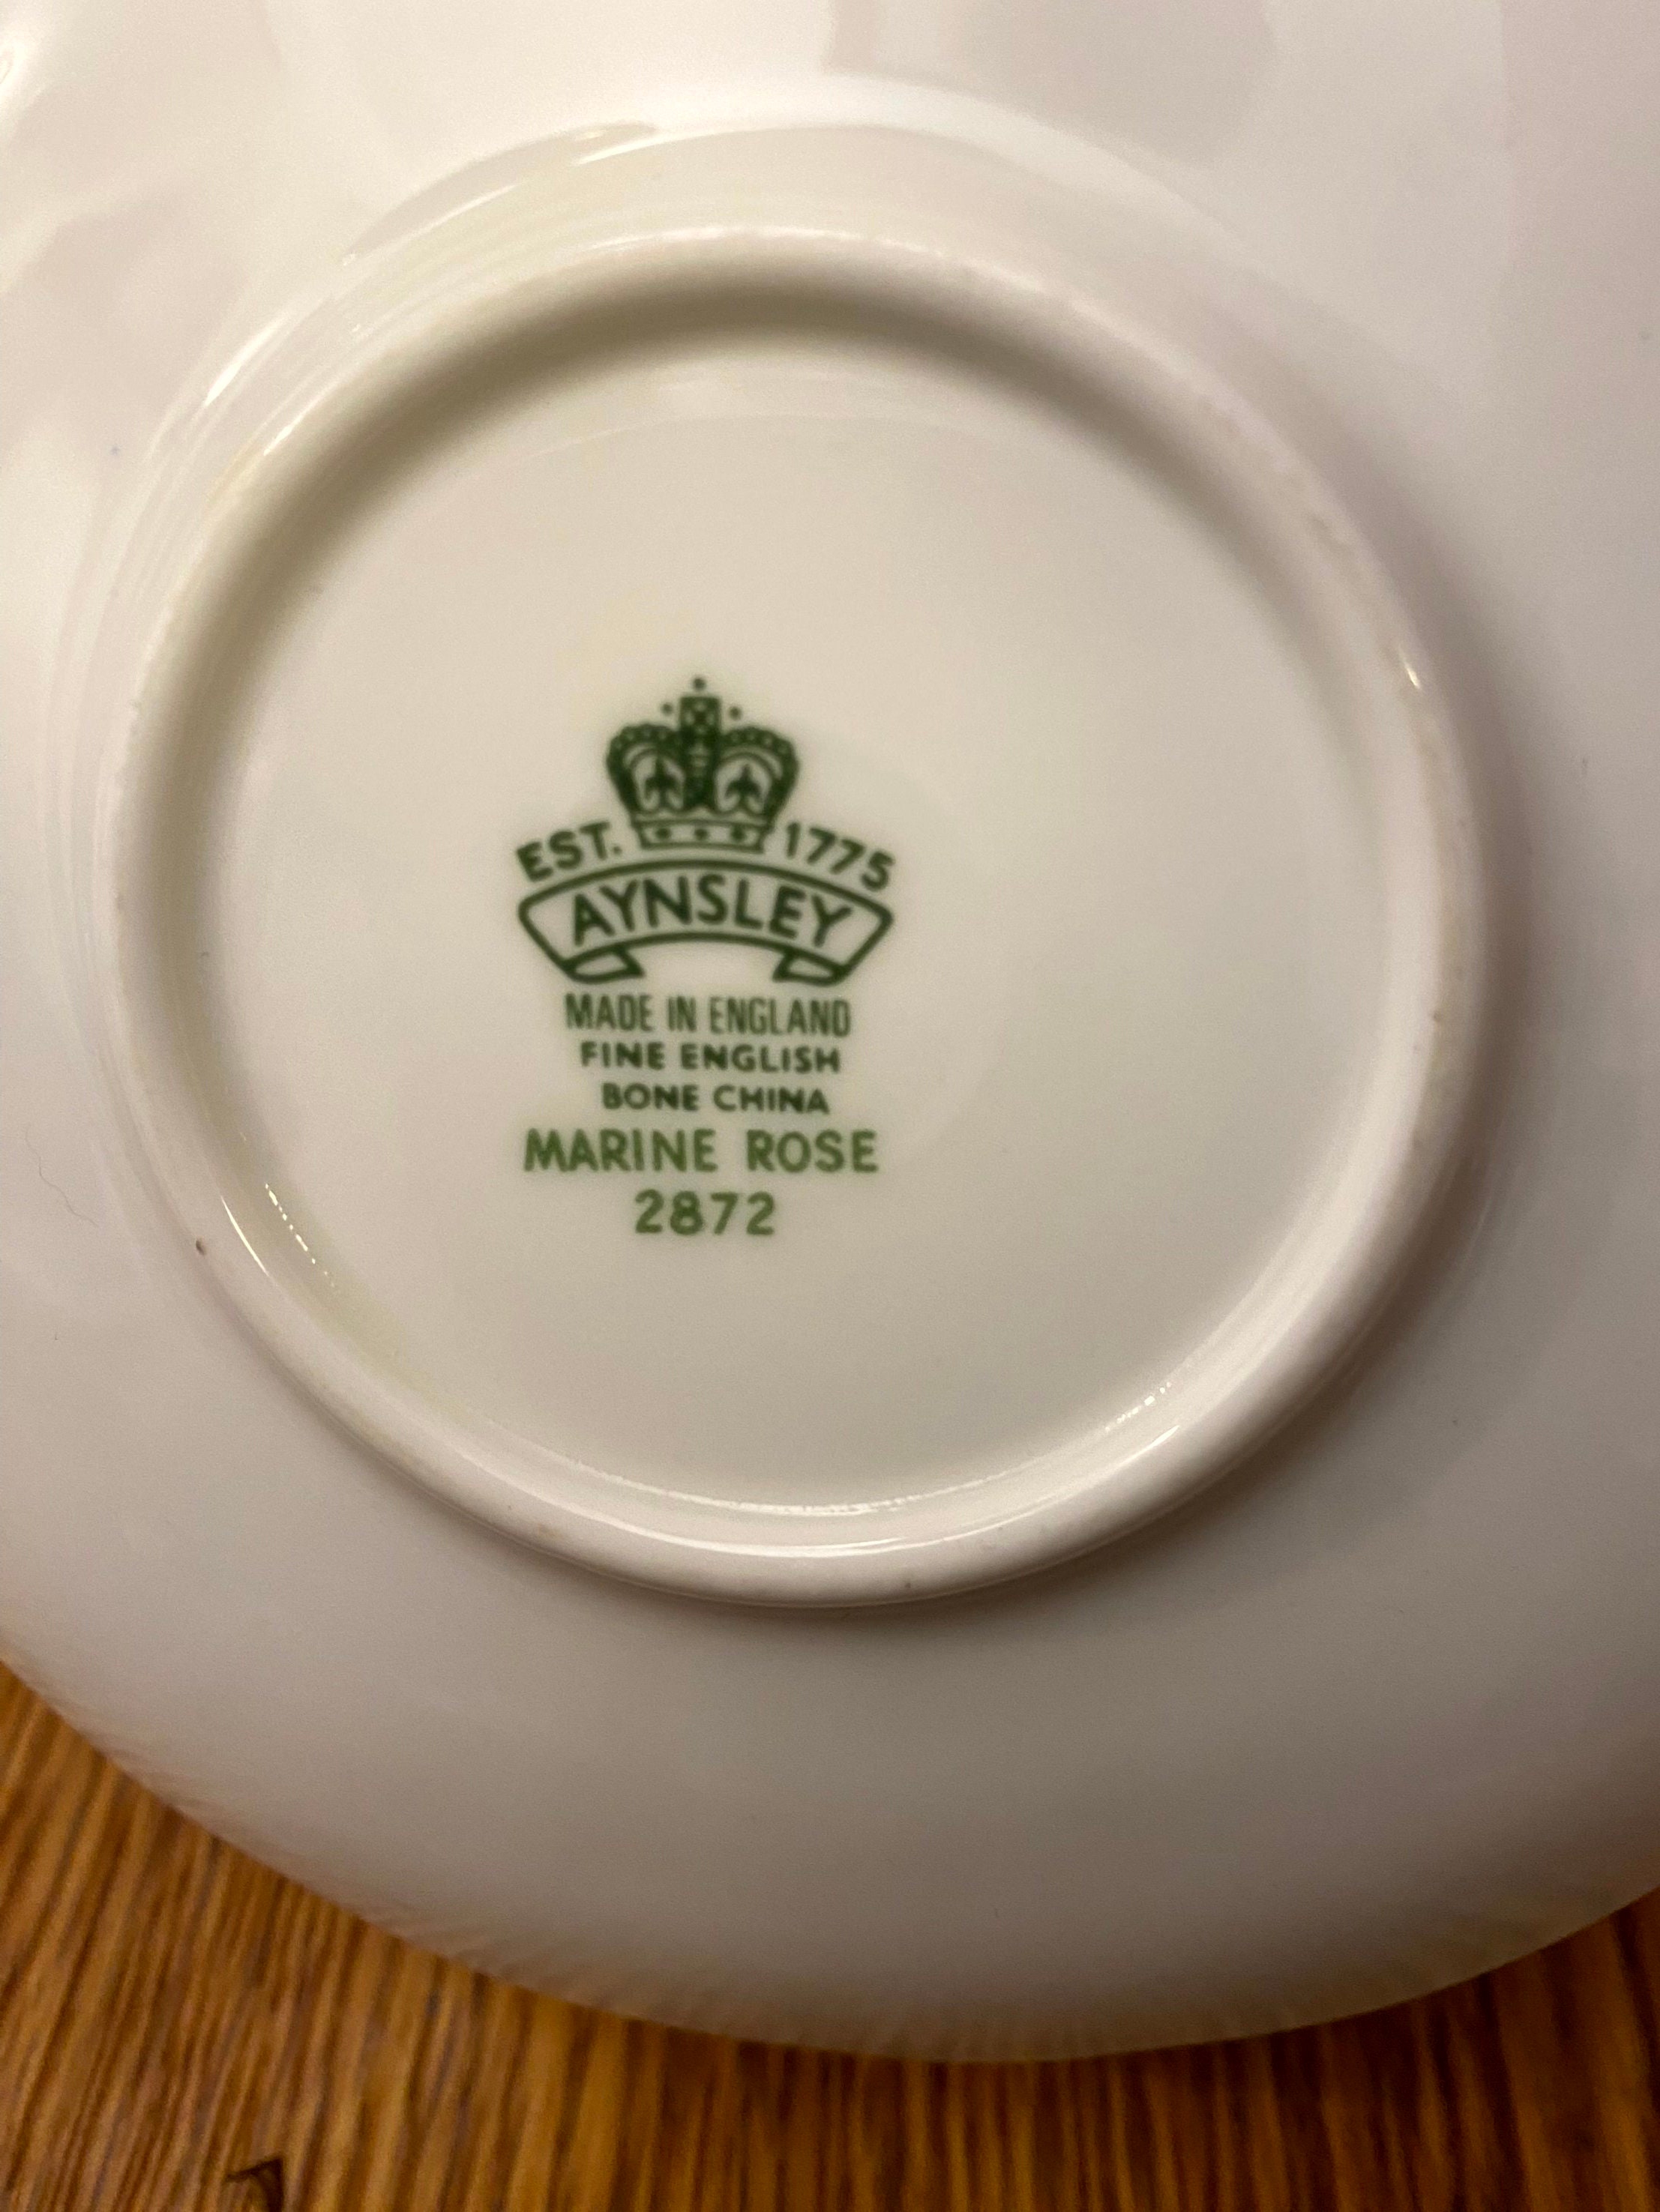 EST. 1775
AYNSLEY
MADE IN ENGLAND
FINE ENGLISH
BONE CHINA
MARINE ROSE
2872